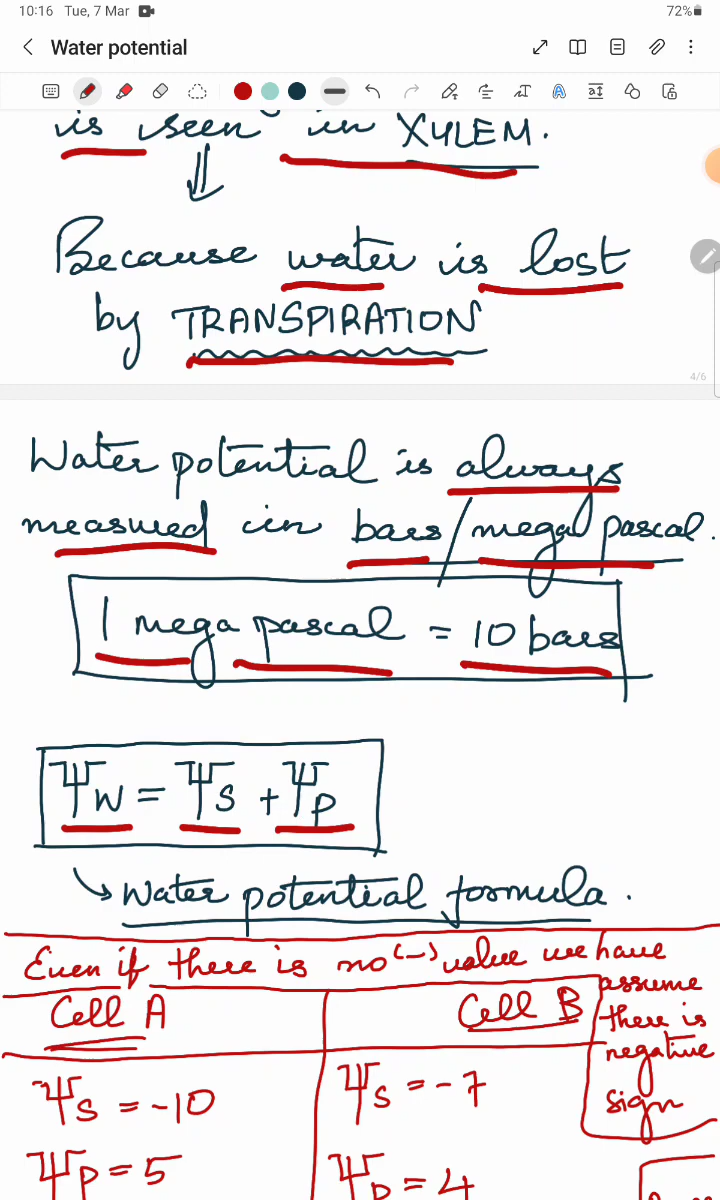 10:16 Tue, 7 Mar
72%
Water potential
is seen in XYLEM.
Because water is lost
by TRANSPIRATION
4/6
Water potential is always
measured in bars/mega pascal.
1 mega pascal = 10 bars
Ψw = Ψs + Ψp
Water potential formula.
Even if there is no (-) value we have
assume
there is
negative
sign
Cell A
Cell B
Ψs = -10
Ψs = -7
Ψp = 5
Ψp = 4